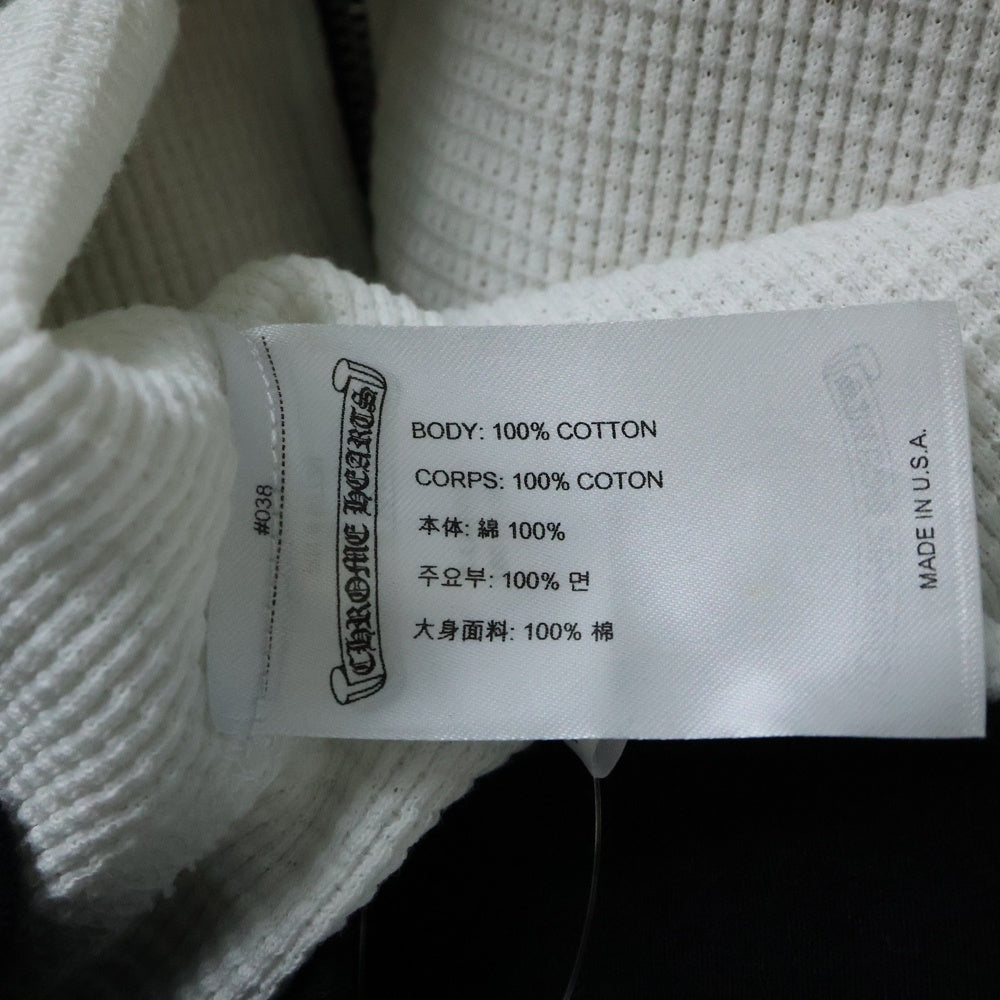 #038
CHROME HEARTS
BODY: 100% COTTON
CORPS: 100% COTON
本体: 綿 100%
주요부: 100% 면
大身面料: 100% 棉
MADE IN U.S.A.